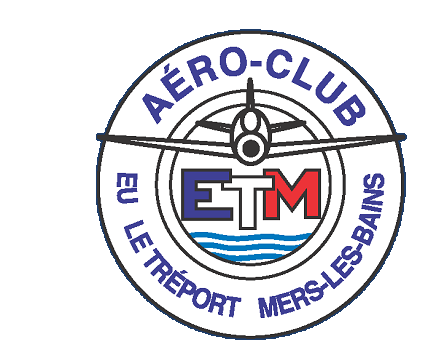 AÉRO-CLUB
ETM
EU LE TRÉPORT MERS-LES-BAINS